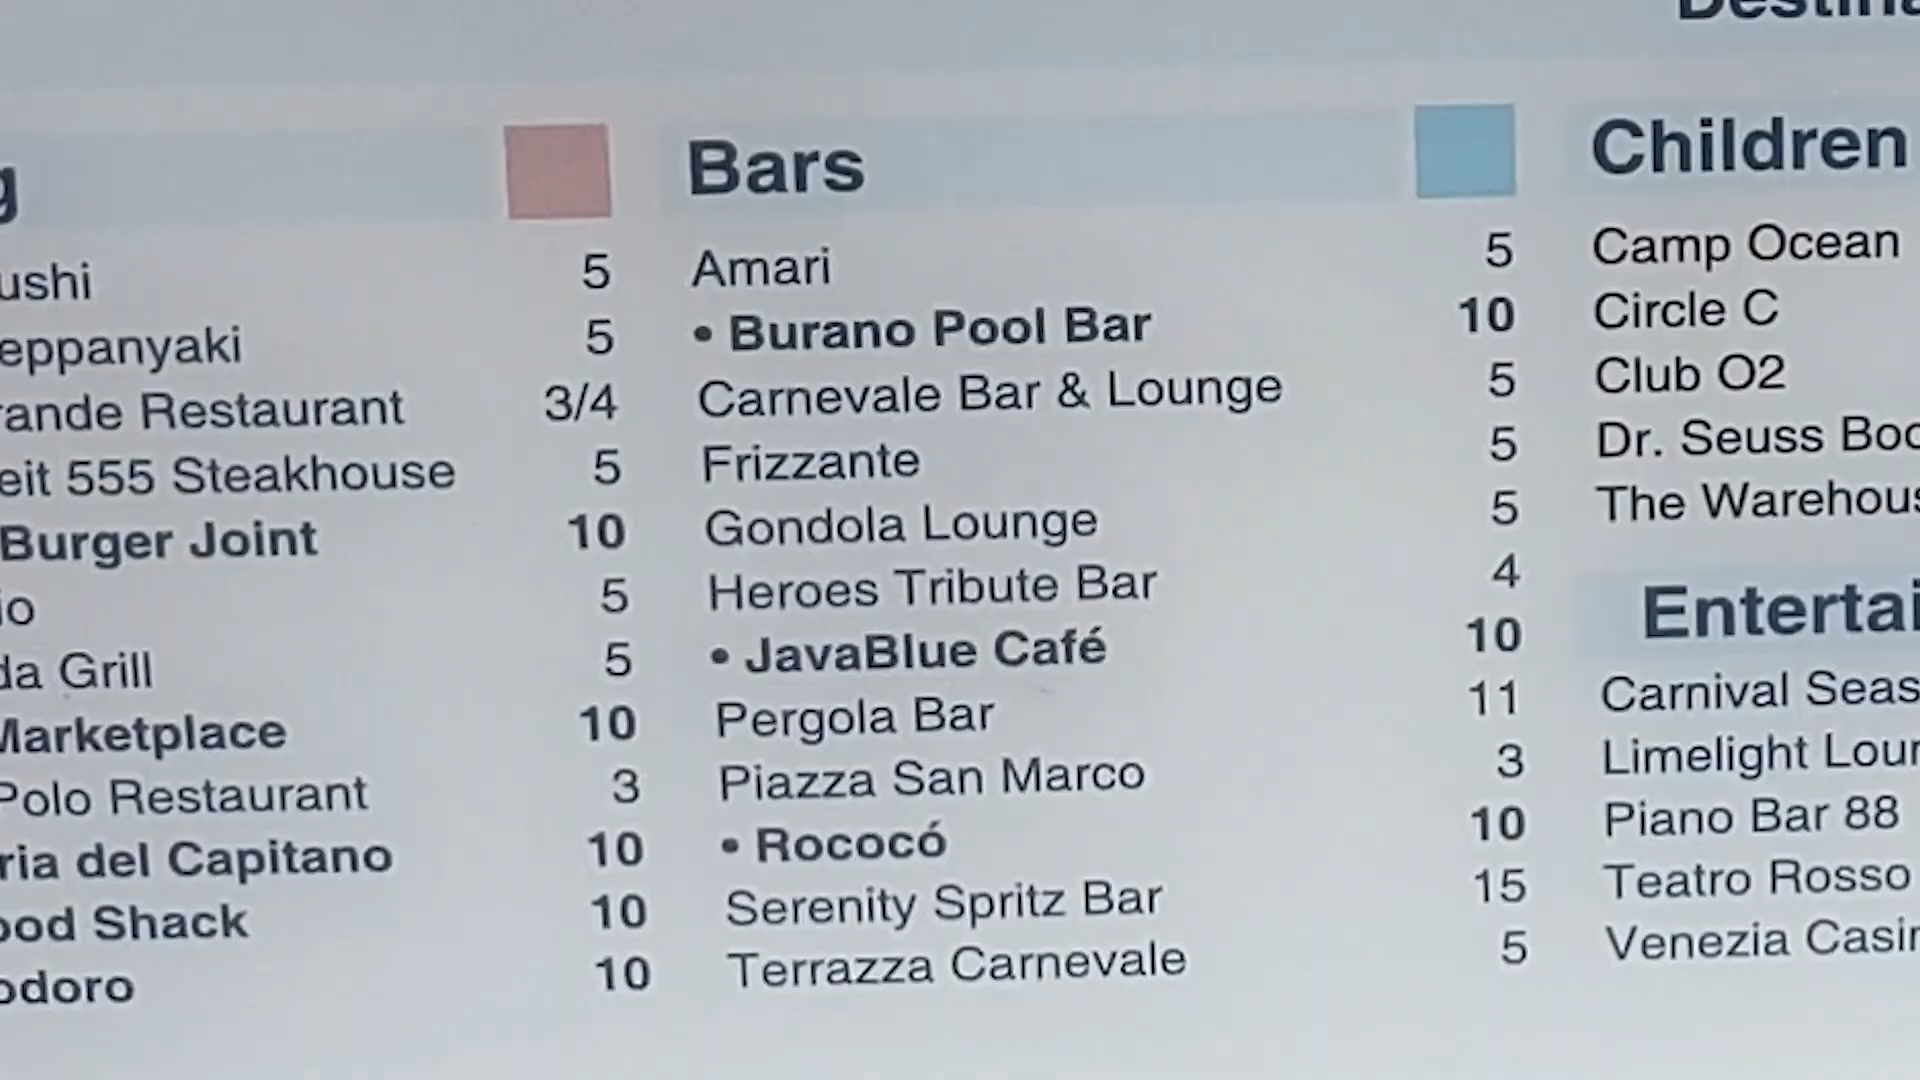 Bars
Children
ushi 5
eppanyaki 5
rande Restaurant 3/4
eit 555 Steakhouse 5
Burger Joint 10
io 5
da Grill 5
Marketplace 10
Polo Restaurant 3
ria del Capitano 10
ood Shack 10
odoro 10
Amari 5
• Burano Pool Bar 10
Carnevale Bar & Lounge 5
Frizzante 5
Gondola Lounge 5
Heroes Tribute Bar 4
• JavaBlue Café 10
Pergola Bar 11
Piazza San Marco 3
• Rococó 10
Serenity Spritz Bar 15
Terrazza Carnevale 5
Camp Ocean
Circle C
Club O2
Dr. Seuss Boo
The Warehous
Entertai
Carnival Seas
Limelight Loun
Piano Bar 88
Teatro Rosso
Venezia Casin